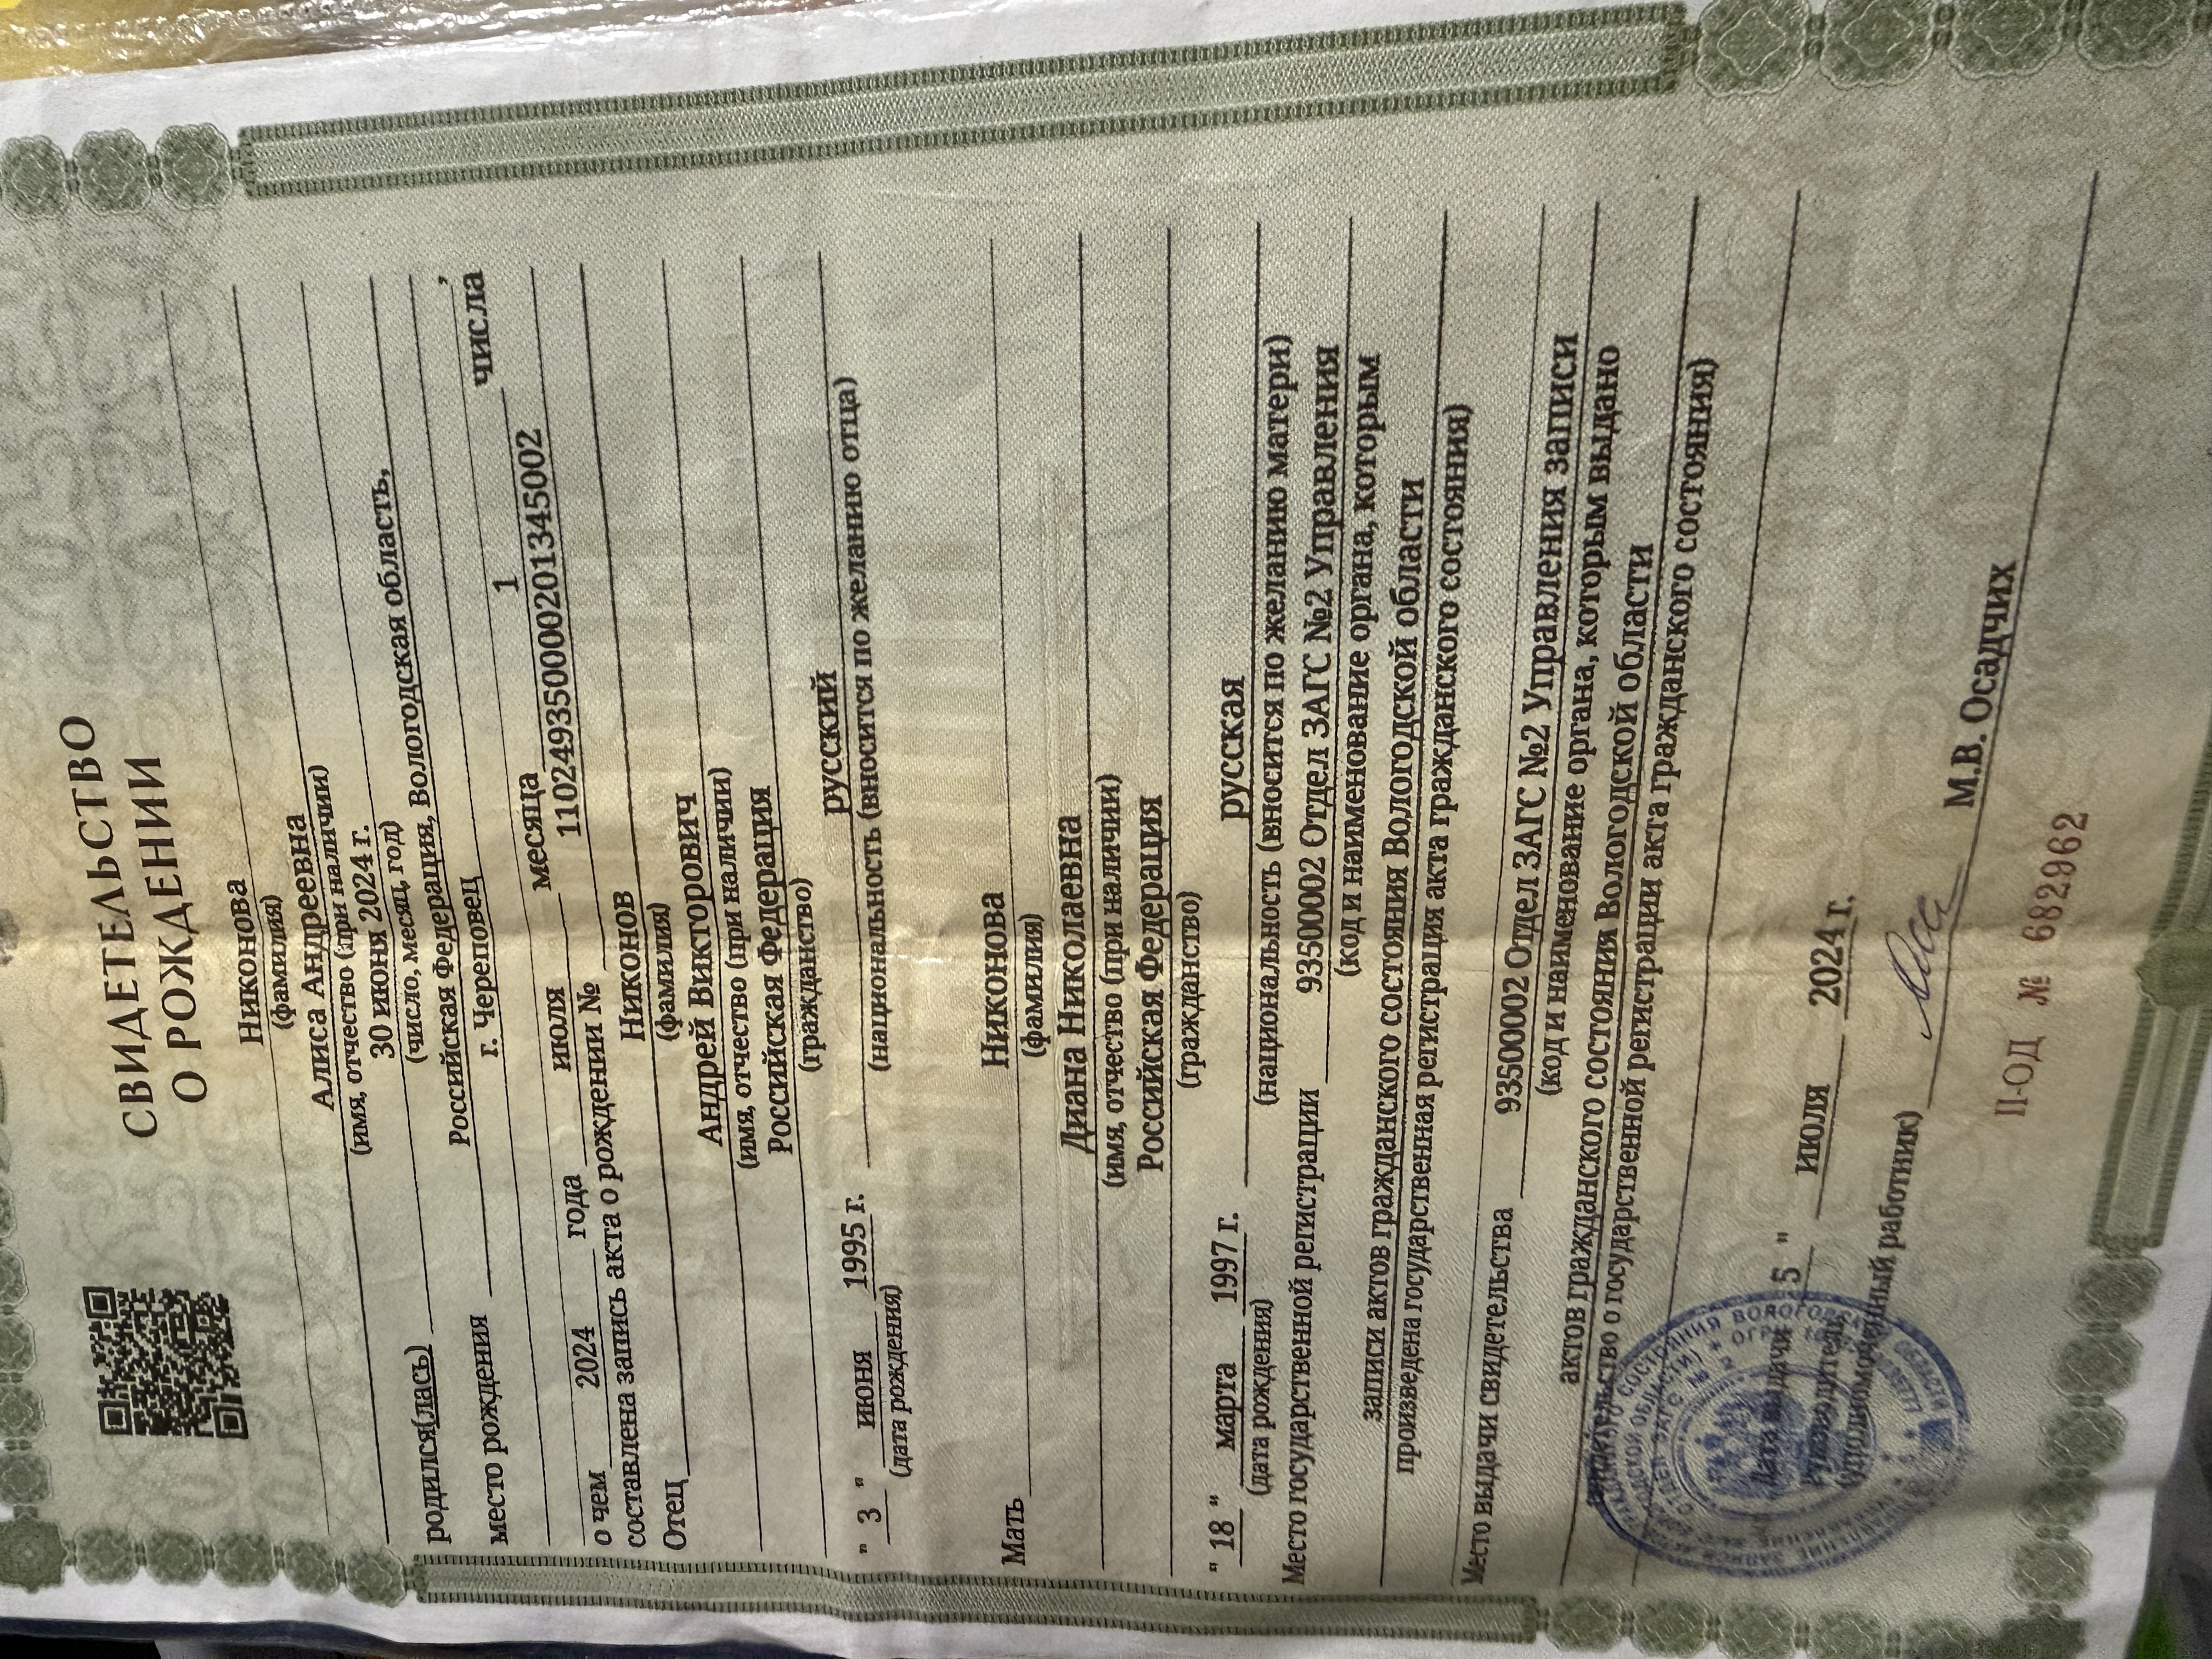 СВИДЕТЕЛЬСТВО
О РОЖДЕНИИ
Никонова
(фамилия)
Алиса Андреевна
(имя, отчество (при наличии)
родился(лась) 30 июня 2024 г.
(число, месяц, год)
место рождения Российская Федерация, Вологодская область,
г. Череповец ,
о чем 2024 года июля месяца 1 числа
составлена запись акта о рождении № 110249350000201345002
Отец Никонов
(фамилия)
Андрей Викторович
(имя, отчество (при наличии)
Российская Федерация
(гражданство)
" 3 " июня 1995 г. русский
(дата рождения) (национальность (вносится по желанию отца)
Мать Никонова
(фамилия)
Диана Николаевна
(имя, отчество (при наличии)
Российская Федерация
(гражданство)
" 18 " марта 1997 г. русская
(дата рождения) (национальность (вносится по желанию матери)
Место государственной регистрации 93500002 Отдел ЗАГС №2 Управления
(код и наименование органа, которым
записи актов гражданского состояния Вологодской области
произведена государственная регистрация акта гражданского состояния)
Место выдачи свидетельства 93500002 Отдел ЗАГС №2 Управления записи
(код и наименование органа, которым выдано
актов гражданского состояния Вологодской области
свидетельство о государственной регистрации акта гражданского состояния)
Дата выдачи 5 " июля 2024 г.
Руководитель
(уполномоченный работник) М.В. Осадчих
II-ОД № 682962